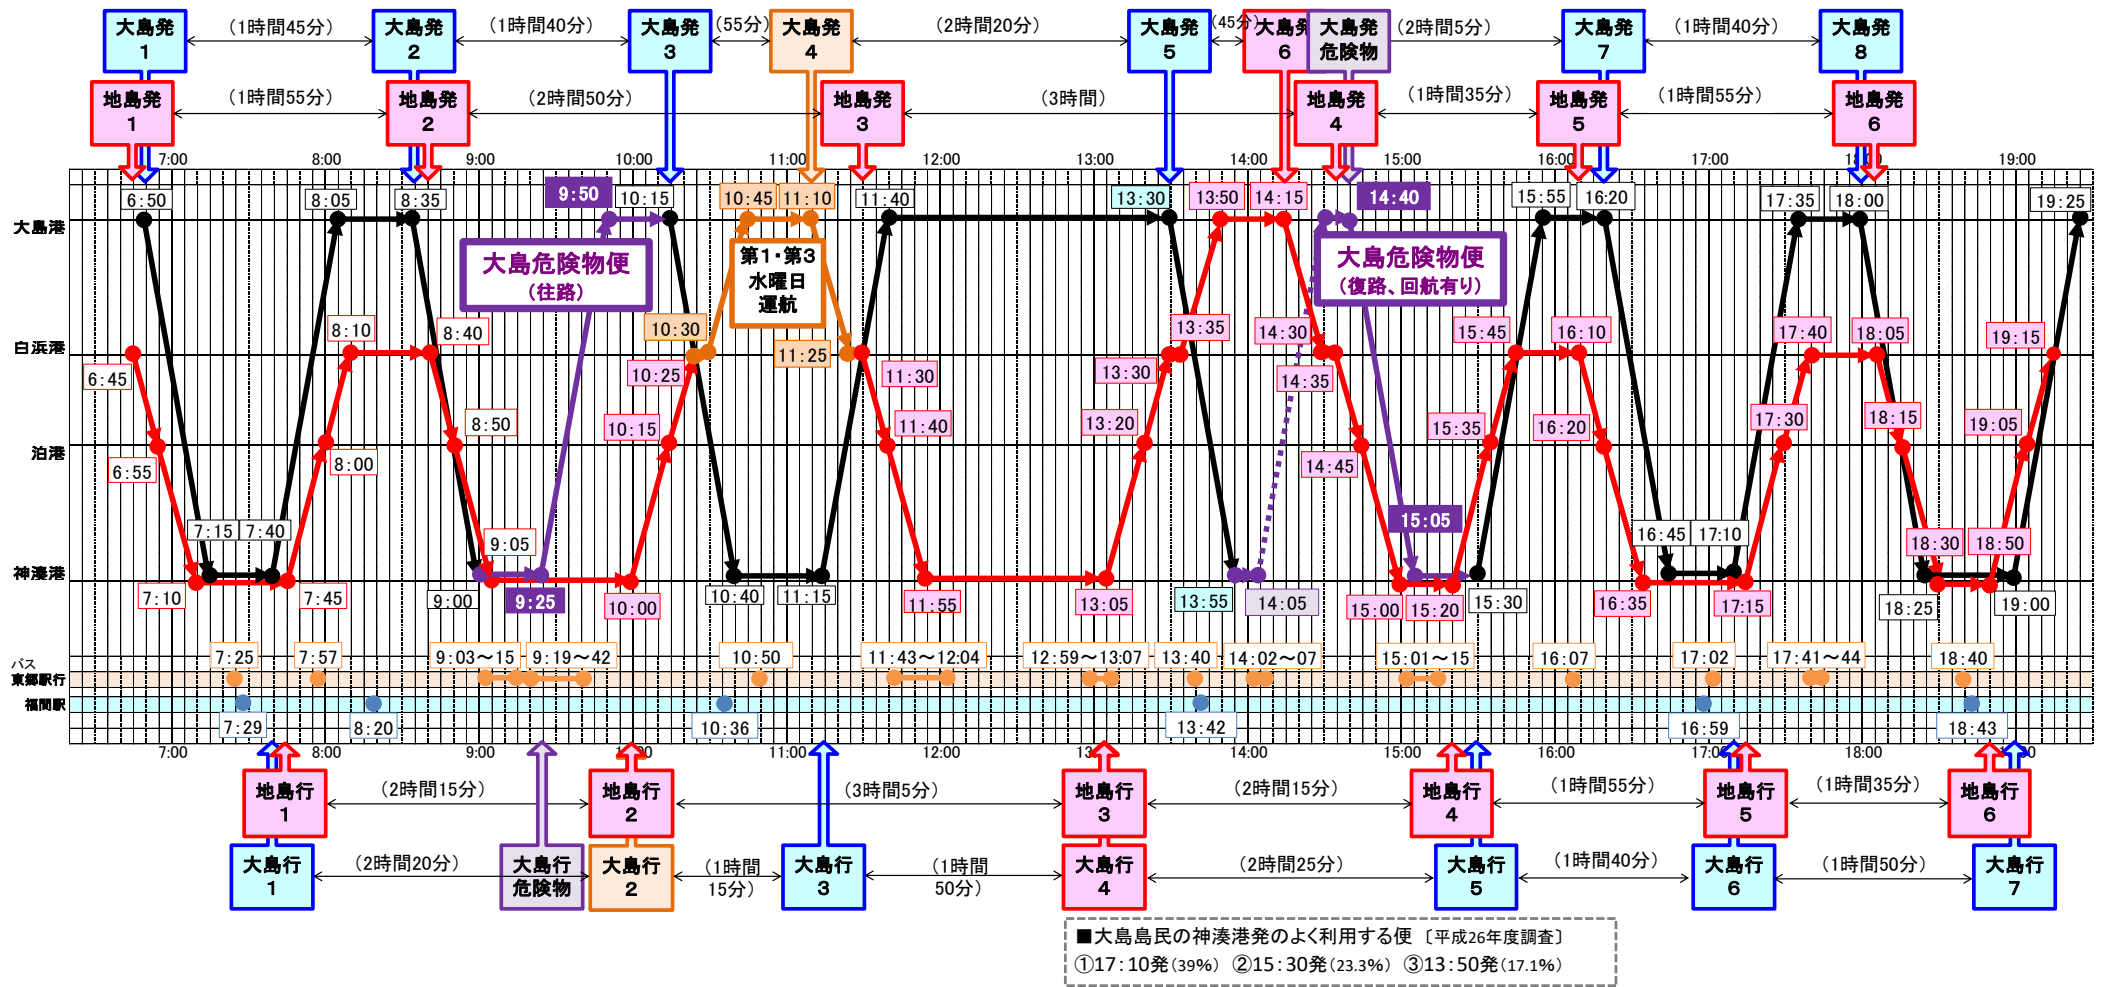 大島発 1
(1時間45分)
大島発 2
(1時間40分)
大島発 3
(55分)
大島発 4
(2時間20分)
大島発 5
(45分)
大島発 6
大島発 危険物
(2時間5分)
大島発 7
(1時間40分)
大島発 8
地島発 1
(1時間55分)
地島発 2
(2時間50分)
地島発 3
(3時間)
地島発 4
(1時間35分)
地島発 5
(1時間55分)
地島発 6
7:00 8:00 9:00 10:00 11:00 12:00 13:00 14:00 15:00 16:00 17:00 18:00 19:00
大島港
6:50 8:05 8:35 9:50 10:15 10:45 11:10 11:40 13:30 13:50 14:15 14:40 15:55 16:20 17:35 18:00 19:25
大島危険物便
(往路)
第1・第3
水曜日
運航
大島危険物便
(復路、回航有り)
白浜港
6:45 8:10 8:40 10:25 10:30 11:25 11:30 13:30 13:35 14:30 14:35 15:45 16:10 17:40 18:05 19:15
泊港
6:55 8:00 8:50 10:15 11:40 13:20 14:45 15:35 16:20 17:30 18:15 19:05
神湊港
7:15 7:40 9:05 15:05 16:45 17:10 18:30 18:50
7:10 7:45 9:00 9:25 10:00 10:40 11:15 11:55 13:05 13:55 14:05 15:00 15:20 15:30 16:35 17:15 18:25 19:00
バス
東郷駅行
7:25 7:57 9:03～15 9:19～42 10:50 11:43～12:04 12:59～13:07 13:40 14:02～07 15:01～15 16:07 17:02 17:41～44 18:40
福間駅
7:29 8:20 10:36 13:42 16:59 18:43
7:00 8:00 9:00 10:00 11:00 12:00 13:00 14:00 15:00 16:00 17:00 18:00 19:00
地島行 1
(2時間15分)
地島行 2
(3時間5分)
地島行 3
(2時間15分)
地島行 4
(1時間55分)
地島行 5
(1時間35分)
地島行 6
大島行 1
(2時間20分)
大島行 危険物
大島行 2
(1時間
15分)
大島行 3
(1時間
50分)
大島行 4
(2時間25分)
大島行 5
(1時間40分)
大島行 6
(1時間50分)
大島行 7
■大島島民の神湊港発のよく利用する便 〔平成26年度調査〕
①17:10発(39%) ②15:30発(23.3%) ③13:50発(17.1%)